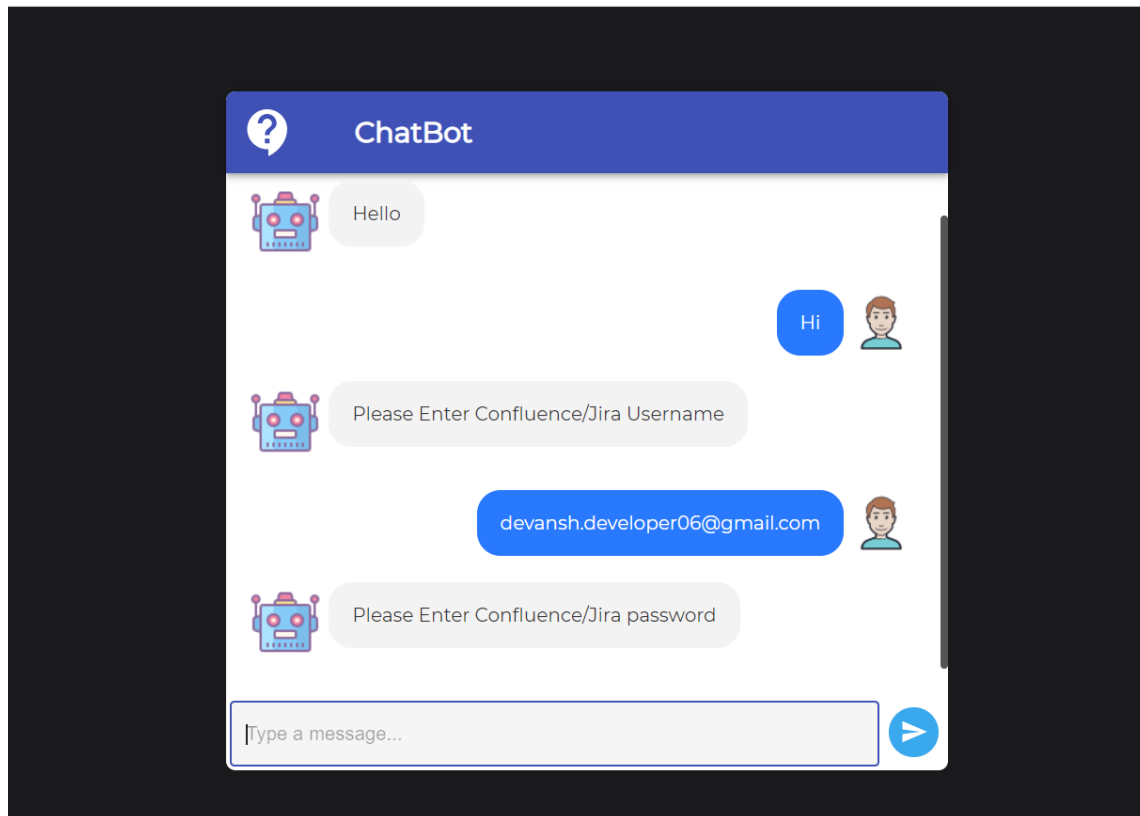 ChatBot
Hello
Hi
Please Enter Confluence/Jira Username
devansh.developer06@gmail.com
Please Enter Confluence/Jira password
Type a message...